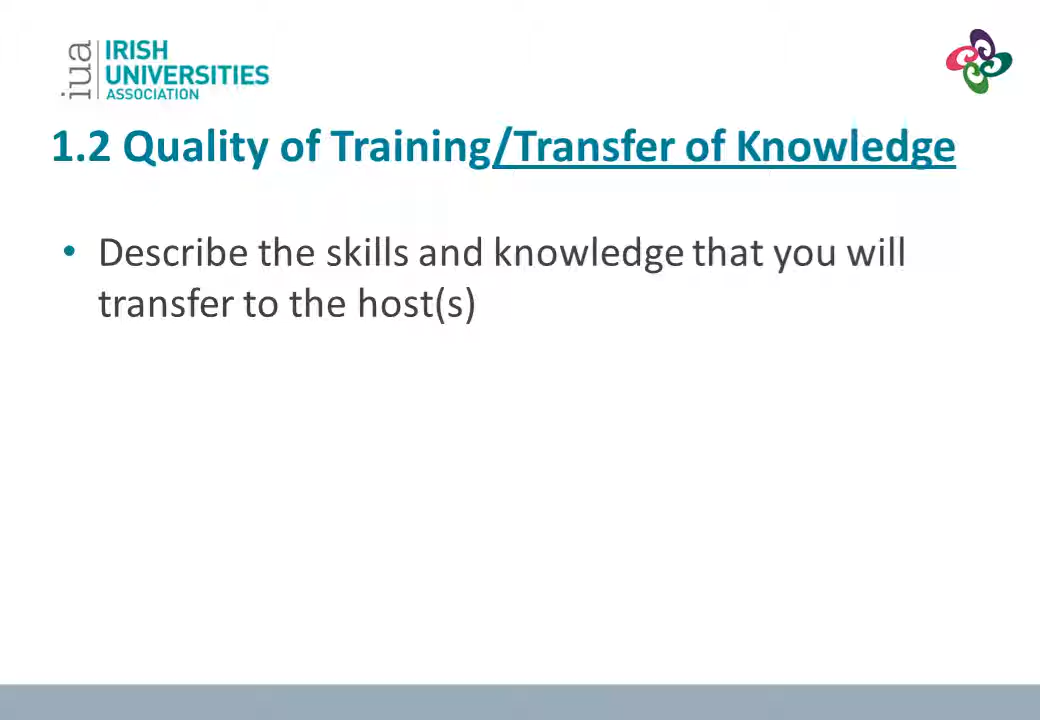 iua
IRISH
UNIVERSITIES
ASSOCIATION
1.2 Quality of Training/Transfer of Knowledge
• Describe the skills and knowledge that you will
transfer to the host(s)